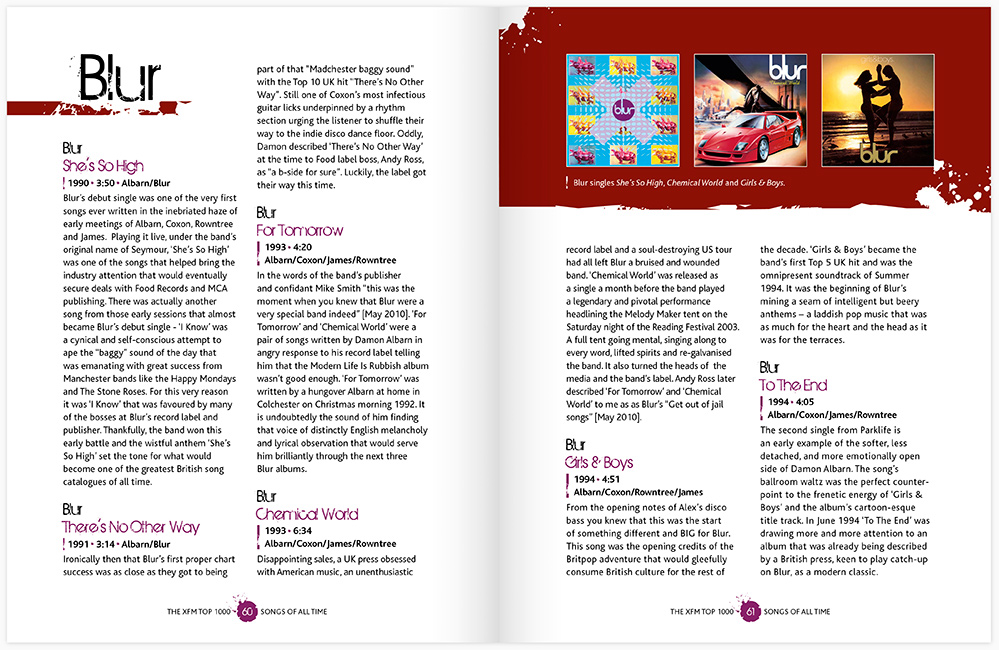 Blur
Blur
She's So High
! 1990 • 3:50 • Albarn/Blur
Blur's debut single was one of the very first
songs ever written in the inebriated haze of
early meetings of Albarn, Coxon, Rowntree
and James. Playing it live, under the band's
original name of Seymour, 'She's So High'
was one of the songs that helped bring the
industry attention that would eventually
secure deals with Food Records and MCA
publishing. There was actually another
song from those early sessions that almost
became Blur's debut single - 'I Know' was
a cynical and self-conscious attempt to
ape the "baggy" sound of the day that
was emanating with great success from
Manchester bands like the Happy Mondays
and The Stone Roses. For this very reason
it was 'I Know' that was favoured by many
of the bosses at Blur's record label and
publisher. Thankfully, the band won this
early battle and the wistful anthem 'She's
So High' set the tone for what would
become one of the greatest British song
catalogues of all time.
Blur
There's No Other Way
! 1991 • 3:14 • Albarn/Blur
Ironically then that Blur's first proper chart
success was as close as they got to being
part of that "Madchester baggy sound"
with the Top 10 UK hit "There's No Other
Way". Still one of Coxon's most infectious
guitar licks underpinned by a rhythm
section urging the listener to shuffle their
way to the indie disco dance floor. Oddly,
Damon described 'There's No Other Way'
at the time to Food label boss, Andy Ross,
as "a b-side for sure". Luckily, the label got
their way this time.
Blur
For Tomorrow
! 1993 • 4:20
Albarn/Coxon/James/Rowntree
In the words of the band's publisher
and confidant Mike Smith "this was the
moment when you knew that Blur were a
very special band indeed" [May 2010]. 'For
Tomorrow' and 'Chemical World' were a
pair of songs written by Damon Albarn in
angry response to his record label telling
him that the Modern Life Is Rubbish album
wasn't good enough. 'For Tomorrow' was
written by a hungover Albarn at home in
Colchester on Christmas morning 1992. It
is undoubtedly the sound of him finding
that voice of distinctly English melancholy
and lyrical observation that would serve
him brilliantly through the next three
Blur albums.
Blur
Chemical World
! 1993 • 6:34
Albarn/Coxon/James/Rowntree
Disappointing sales, a UK press obsessed
with American music, an unenthusiastic
THE XFM TOP 1000 60 SONGS OF ALL TIME
blur
blur
blur
! Blur singles She's So High, Chemical World and Girls & Boys.
record label and a soul-destroying US tour
had all left Blur a bruised and wounded
band. 'Chemical World' was released as
a single a month before the band played
a legendary and pivotal performance
headlining the Melody Maker tent on the
Saturday night of the Reading Festival 2003.
A full tent going mental, singing along to
every word, lifted spirits and re-galvanised
the band. It also turned the heads of the
media and the band's label. Andy Ross later
described 'For Tomorrow' and 'Chemical
World' to me as as Blur's "Get out of jail
songs" [May 2010].
Blur
Girls & Boys
! 1994 • 4:51
Albarn/Coxon/Rowntree/James
From the opening notes of Alex's disco
bass you knew that this was the start
of something different and BIG for Blur.
This song was the opening credits of the
Britpop adventure that would gleefully
consume British culture for the rest of
the decade. 'Girls & Boys' became the
band's first Top 5 UK hit and was the
omnipresent soundtrack of Summer
1994. It was the beginning of Blur's
mining a seam of intelligent but beery
anthems – a laddish pop music that was
as much for the heart and the head as it
was for the terraces.
Blur
To The End
! 1994 • 4:05
Albarn/Coxon/James/Rowntree
The second single from Parklife is
an early example of the softer, less
detached, and more emotionally open
side of Damon Albarn. The song's
ballroom waltz was the perfect counter-
point to the frenetic energy of 'Girls &
Boys' and the album's cartoon-esque
title track. In June 1994 'To The End' was
drawing more and more attention to an
album that was already being described
by a British press, keen to play catch-up
on Blur, as a modern classic.
THE XFM TOP 1000 61 SONGS OF ALL TIME